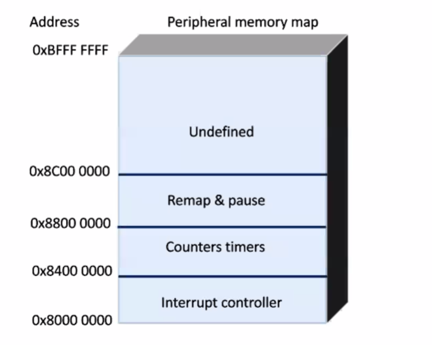 Address Peripheral memory map
0xBFFF FFFF
Undefined
0x8C00 0000
Remap & pause
0x8800 0000
Counters timers
0x8400 0000
Interrupt controller
0x8000 0000